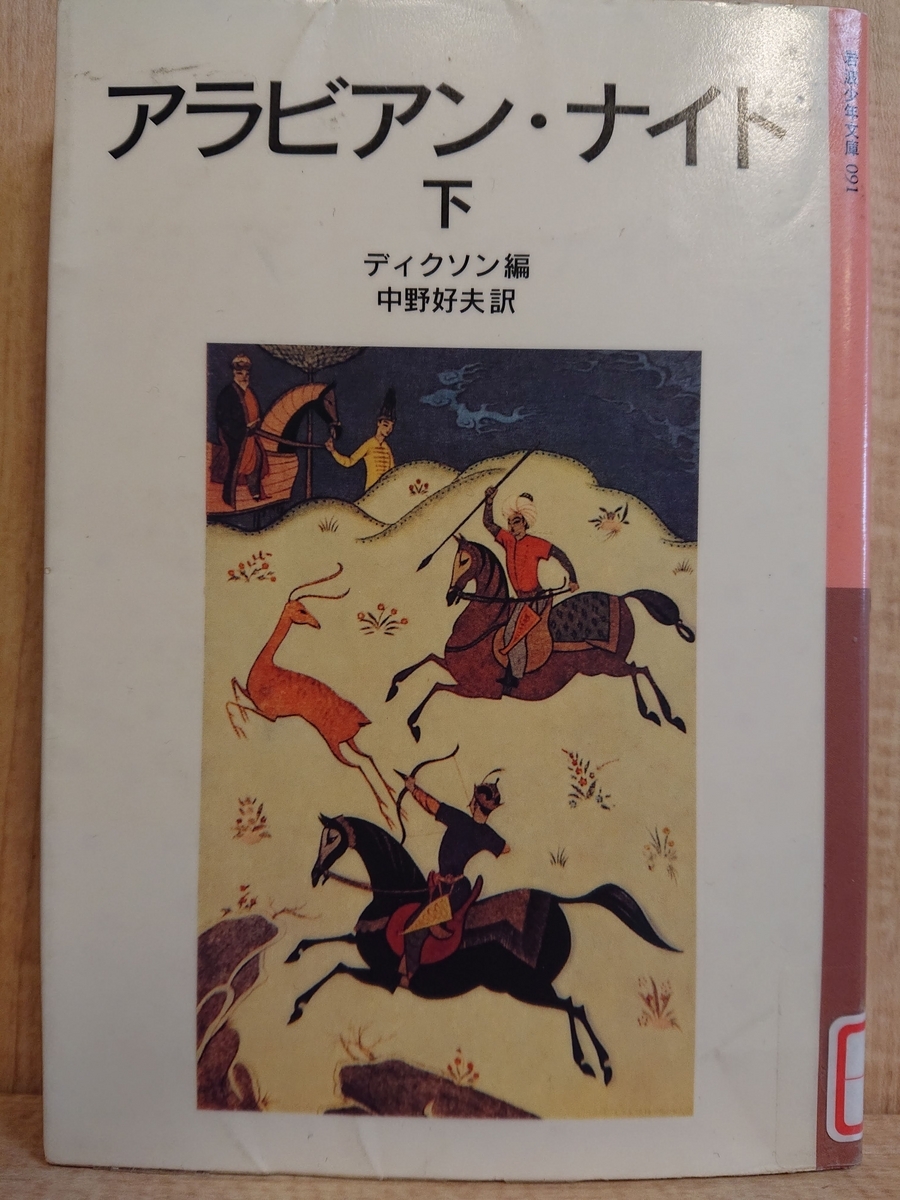 アラビアン・ナイト
下
ディクソン編
中野好夫訳
岩波少年文庫 091